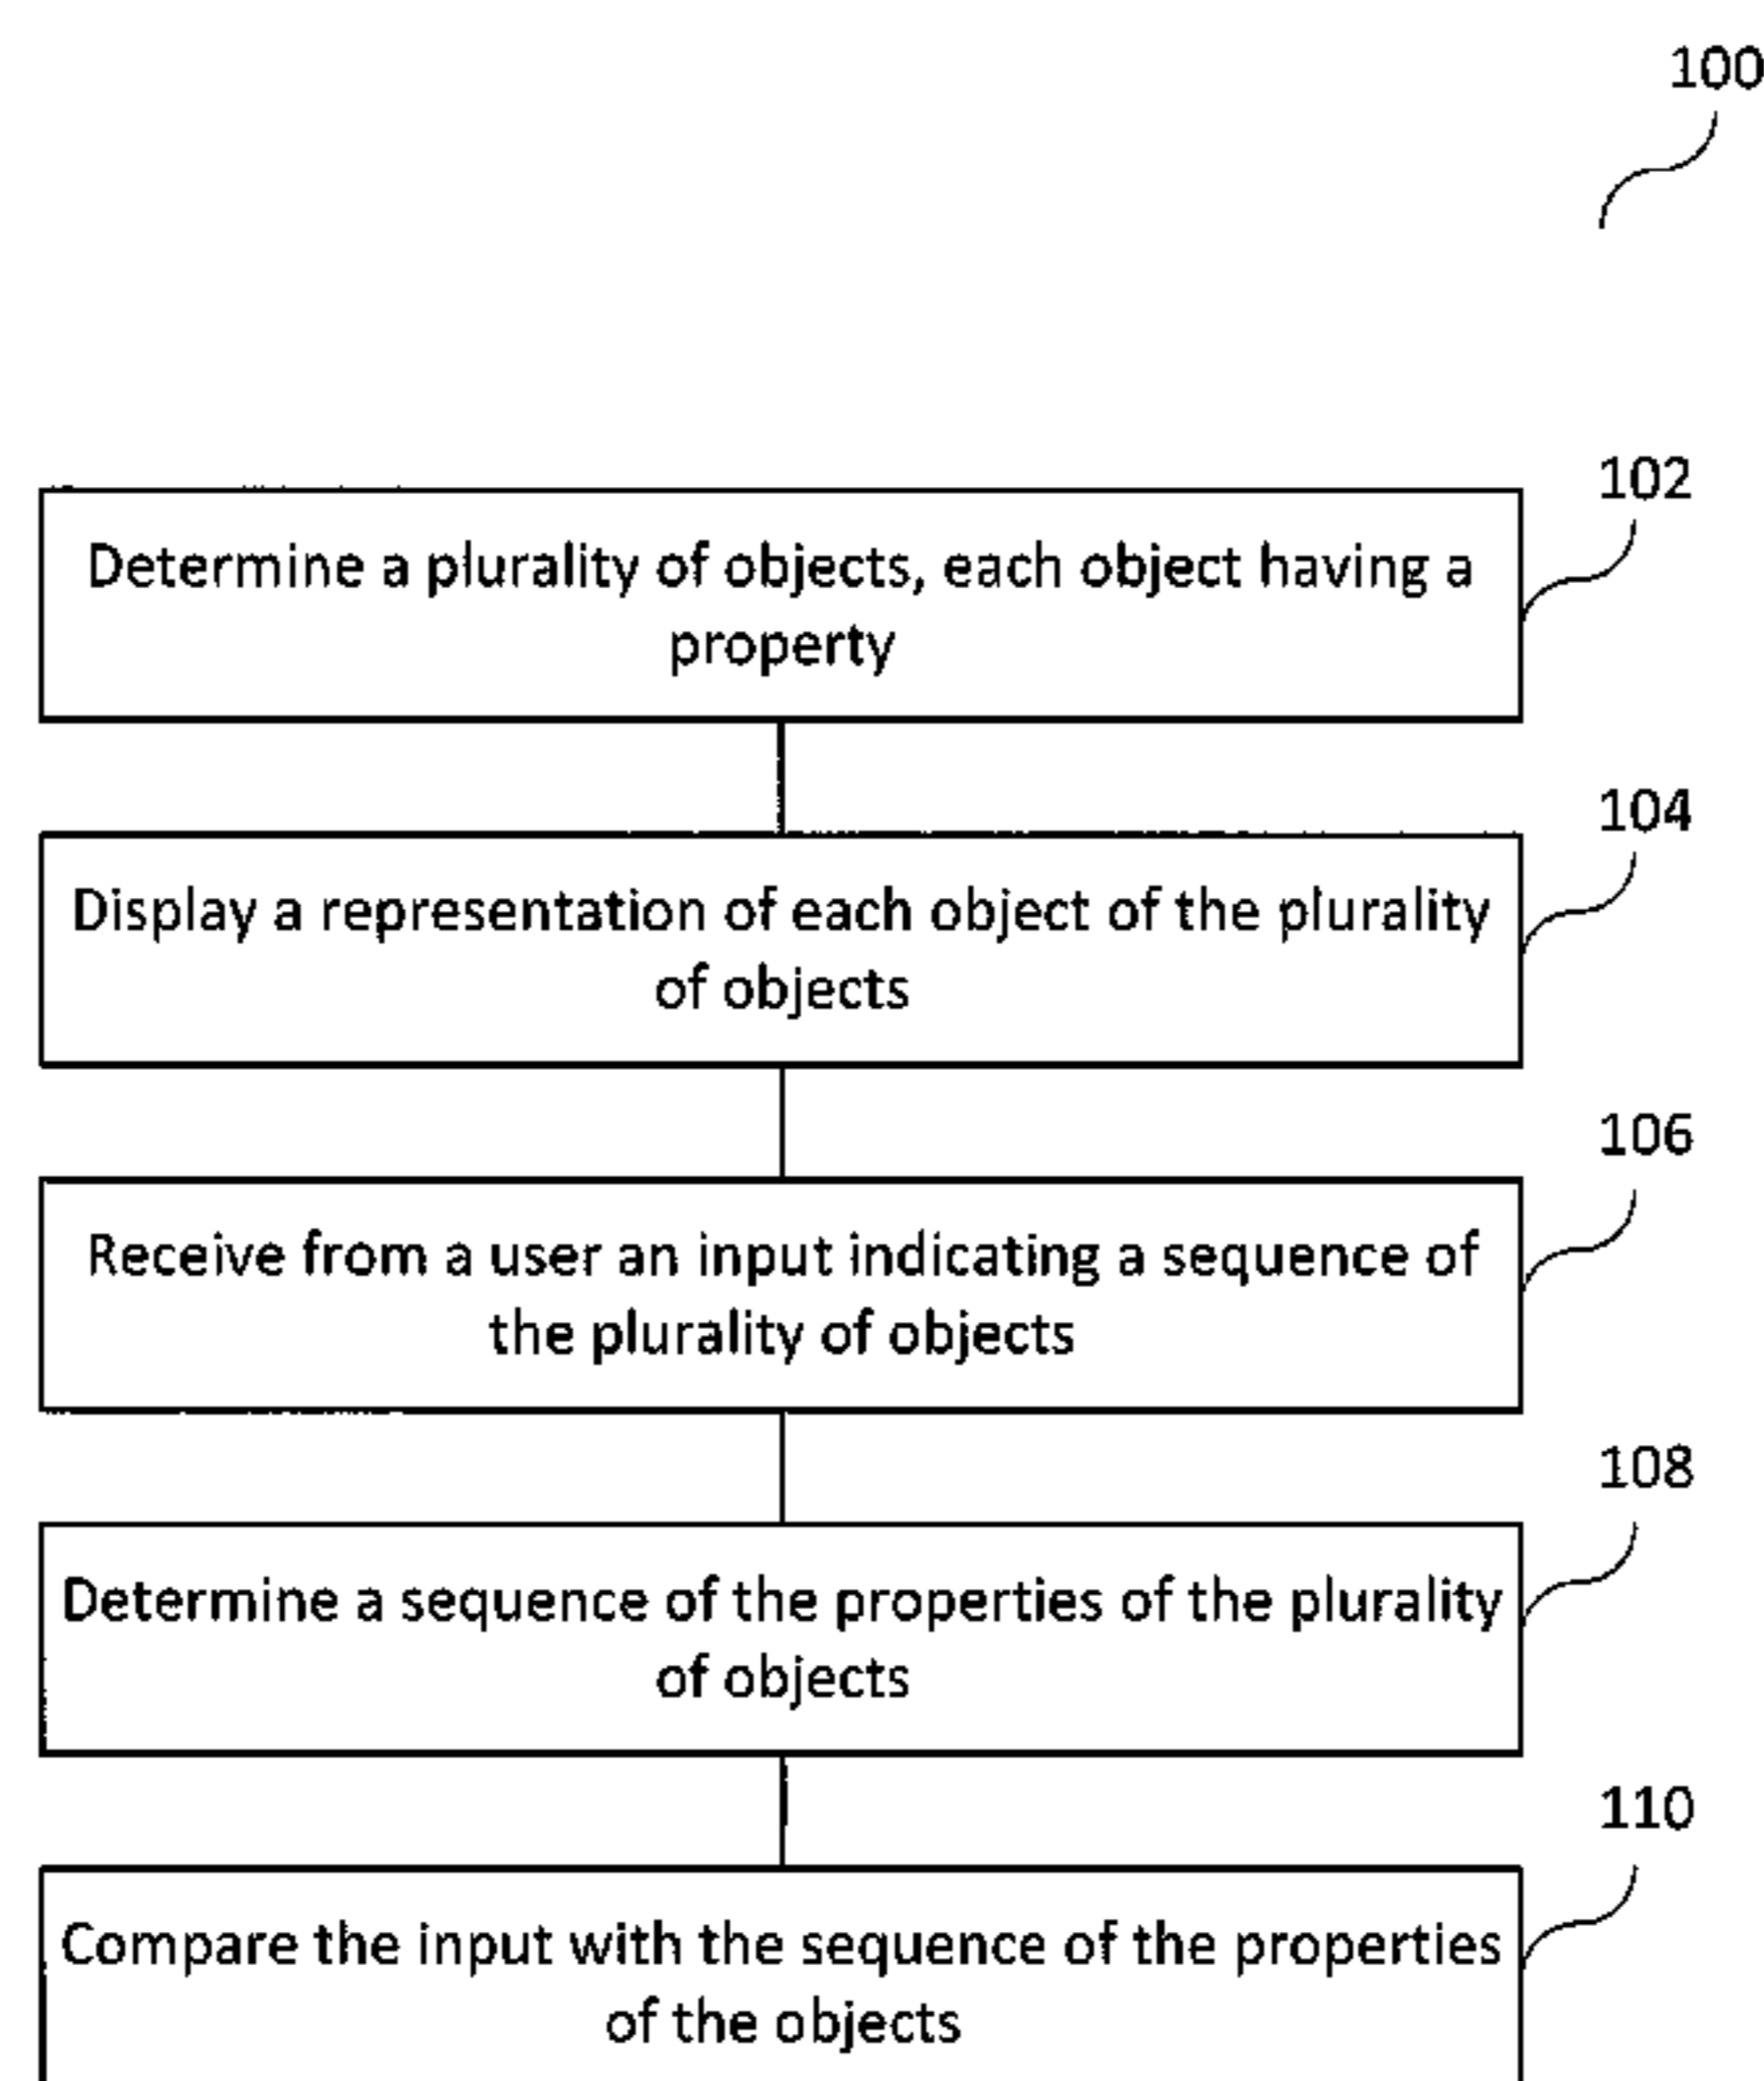 100
102
Determine a plurality of objects, each object having a
property
104
Display a representation of each object of the plurality
of objects
106
Receive from a user an input indicating a sequence of
the plurality of objects
108
Determine a sequence of the properties of the plurality
of objects
110
Compare the input with the sequence of the properties
of the objects